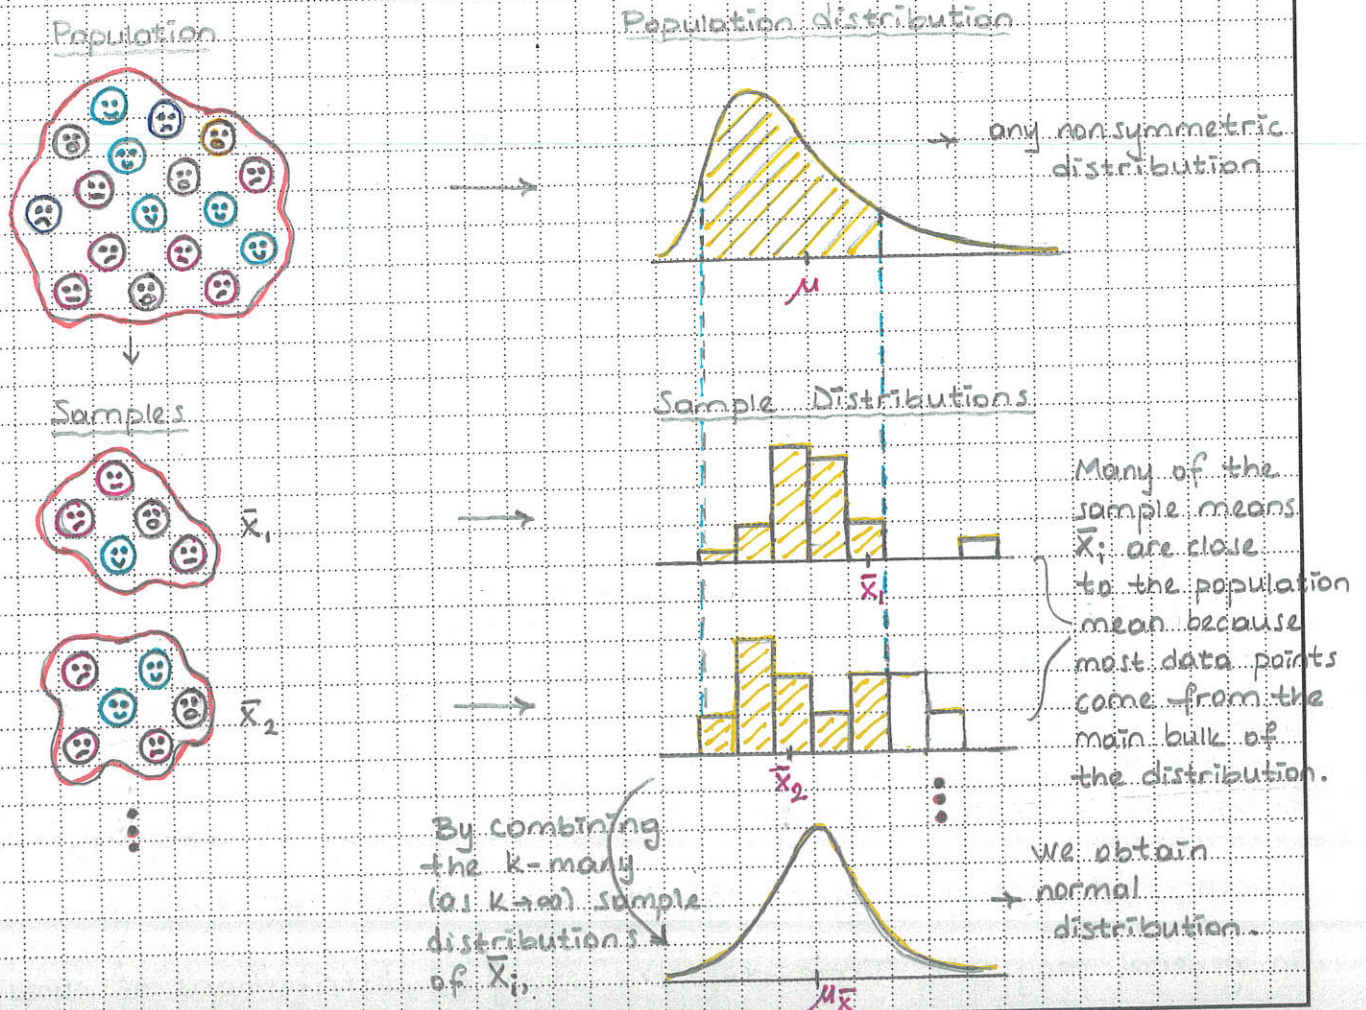 Population
Population distribution
→ any nonsymmetric
distribution
μ
Samples
Sample Distributions
x̄₁
x̄₁
Many of the
sample means
x̄ᵢ are close
to the population
mean because
most data points
come from the
main bulk of
the distribution.
x̄₂
x̄₂
By combining
the k-many
(as k→∞) sample
distributions
of x̄ᵢ,
→ we obtain
normal
distribution.
μx̄